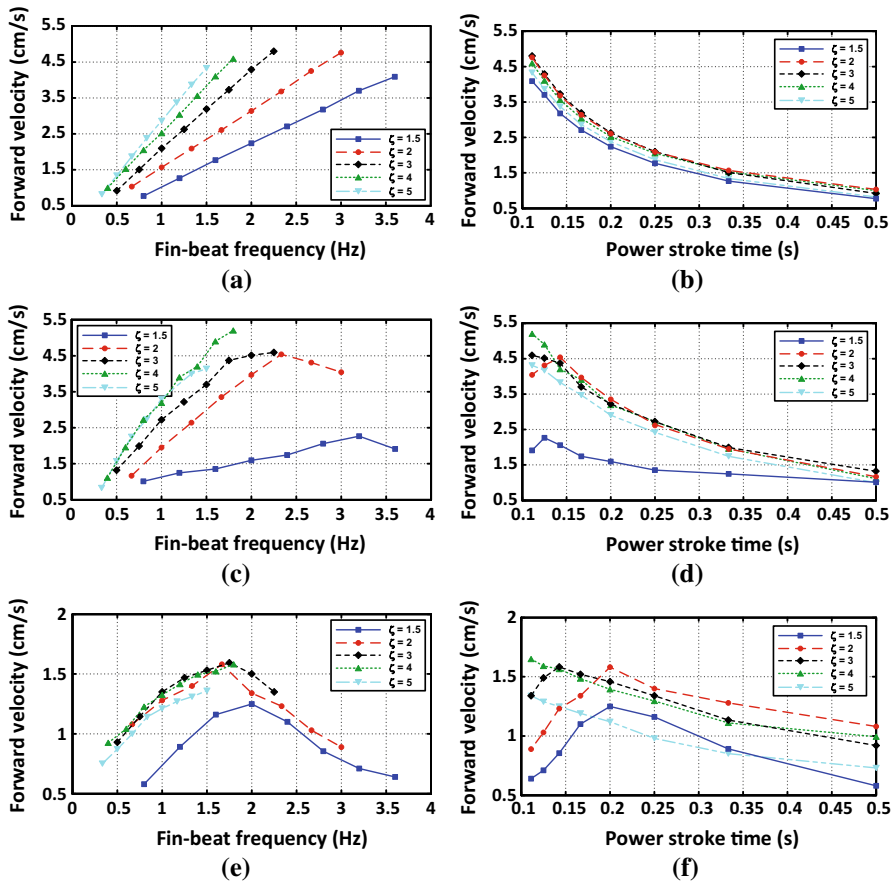 Forward velocity (cm/s)
5.5
4.5
3.5
2.5
1.5
0.5
0 0.5 1 1.5 2 2.5 3 3.5 4
Fin-beat frequency (Hz)
ζ = 1.5
ζ = 2
ζ = 3
ζ = 4
ζ = 5
(a)
Forward velocity (cm/s)
5.5
4.5
3.5
2.5
1.5
0.5
0.1 0.15 0.2 0.25 0.3 0.35 0.4 0.45 0.5
Power stroke time (s)
ζ = 1.5
ζ = 2
ζ = 3
ζ = 4
ζ = 5
(b)
Forward velocity (cm/s)
5.5
4.5
3.5
2.5
1.5
0.5
0 0.5 1 1.5 2 2.5 3 3.5 4
Fin-beat frequency (Hz)
ζ = 1.5
ζ = 2
ζ = 3
ζ = 4
ζ = 5
(c)
Forward velocity (cm/s)
5.5
4.5
3.5
2.5
1.5
0.5
0.1 0.15 0.2 0.25 0.3 0.35 0.4 0.45 0.5
Power stroke time (s)
ζ = 1.5
ζ = 2
ζ = 3
ζ = 4
ζ = 5
(d)
Forward velocity (cm/s)
2
1.5
1
0.5
0 0.5 1 1.5 2 2.5 3 3.5 4
Fin-beat frequency (Hz)
ζ = 1.5
ζ = 2
ζ = 3
ζ = 4
ζ = 5
(e)
Forward velocity (cm/s)
2
1.5
1
0.5
0.1 0.15 0.2 0.25 0.3 0.35 0.4 0.45 0.5
Power stroke time (s)
ζ = 1.5
ζ = 2
ζ = 3
ζ = 4
ζ = 5
(f)